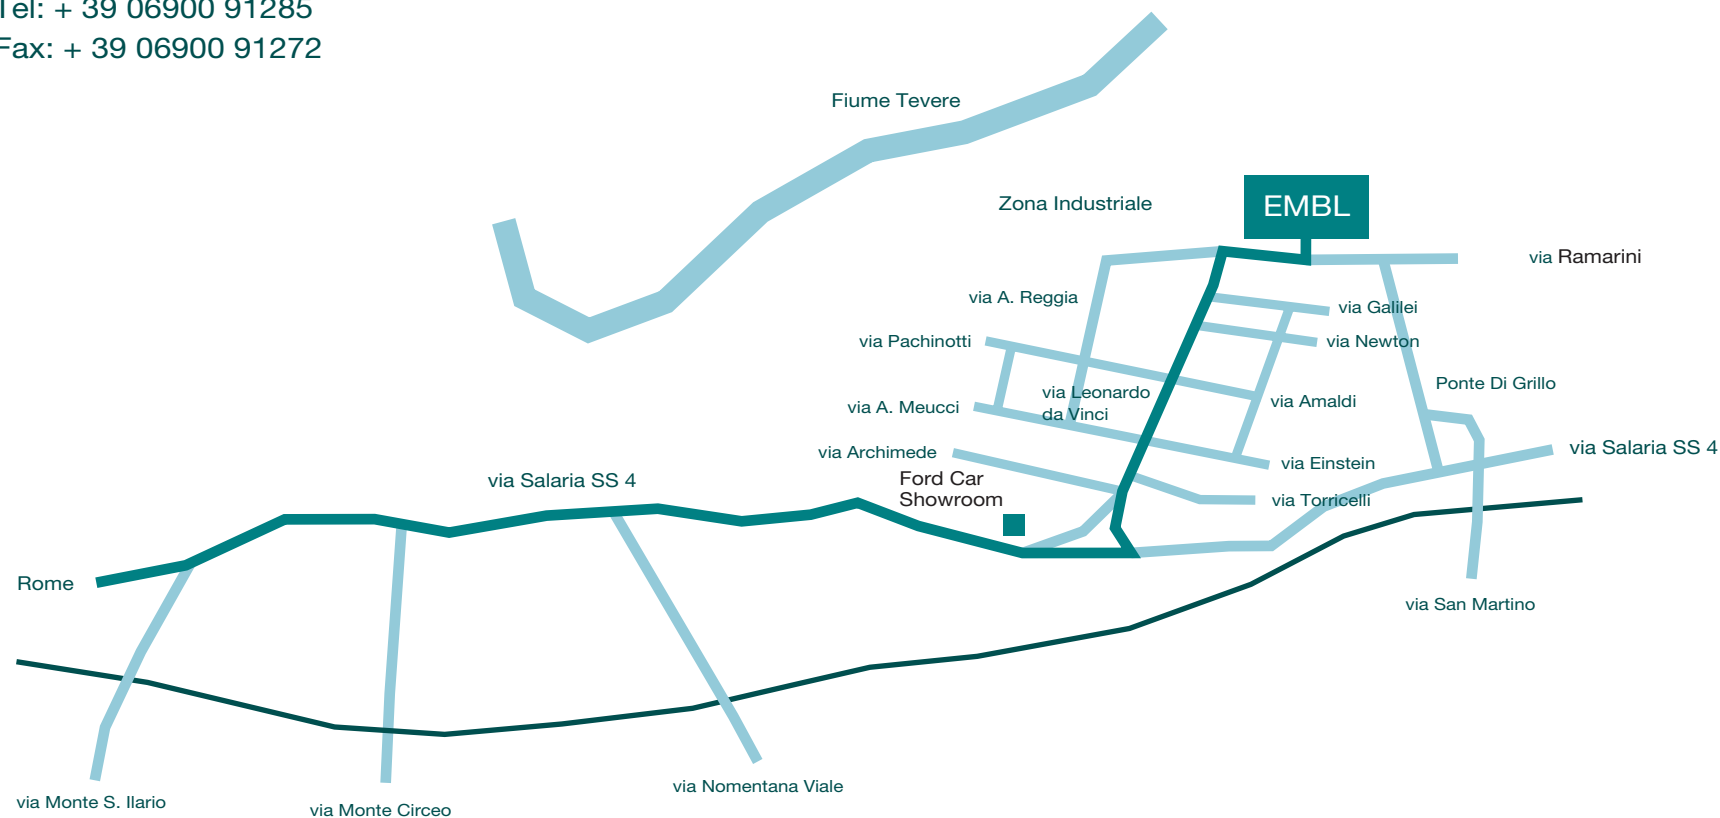 Tel: + 39 06900 91285
Fax: + 39 06900 91272
Fiume Tevere
Zona Industriale
EMBL
via Ramarini
via A. Reggia
via Galilei
via Pachinotti
via Newton
Ponte Di Grillo
via Leonardo
da Vinci
via A. Meucci
via Amaldi
via Archimede
via Salaria SS 4
via Einstein
Ford Car
Showroom
via Salaria SS 4
via Torricelli
Rome
via San Martino
via Nomentana Viale
via Monte S. Ilario
via Monte Circeo